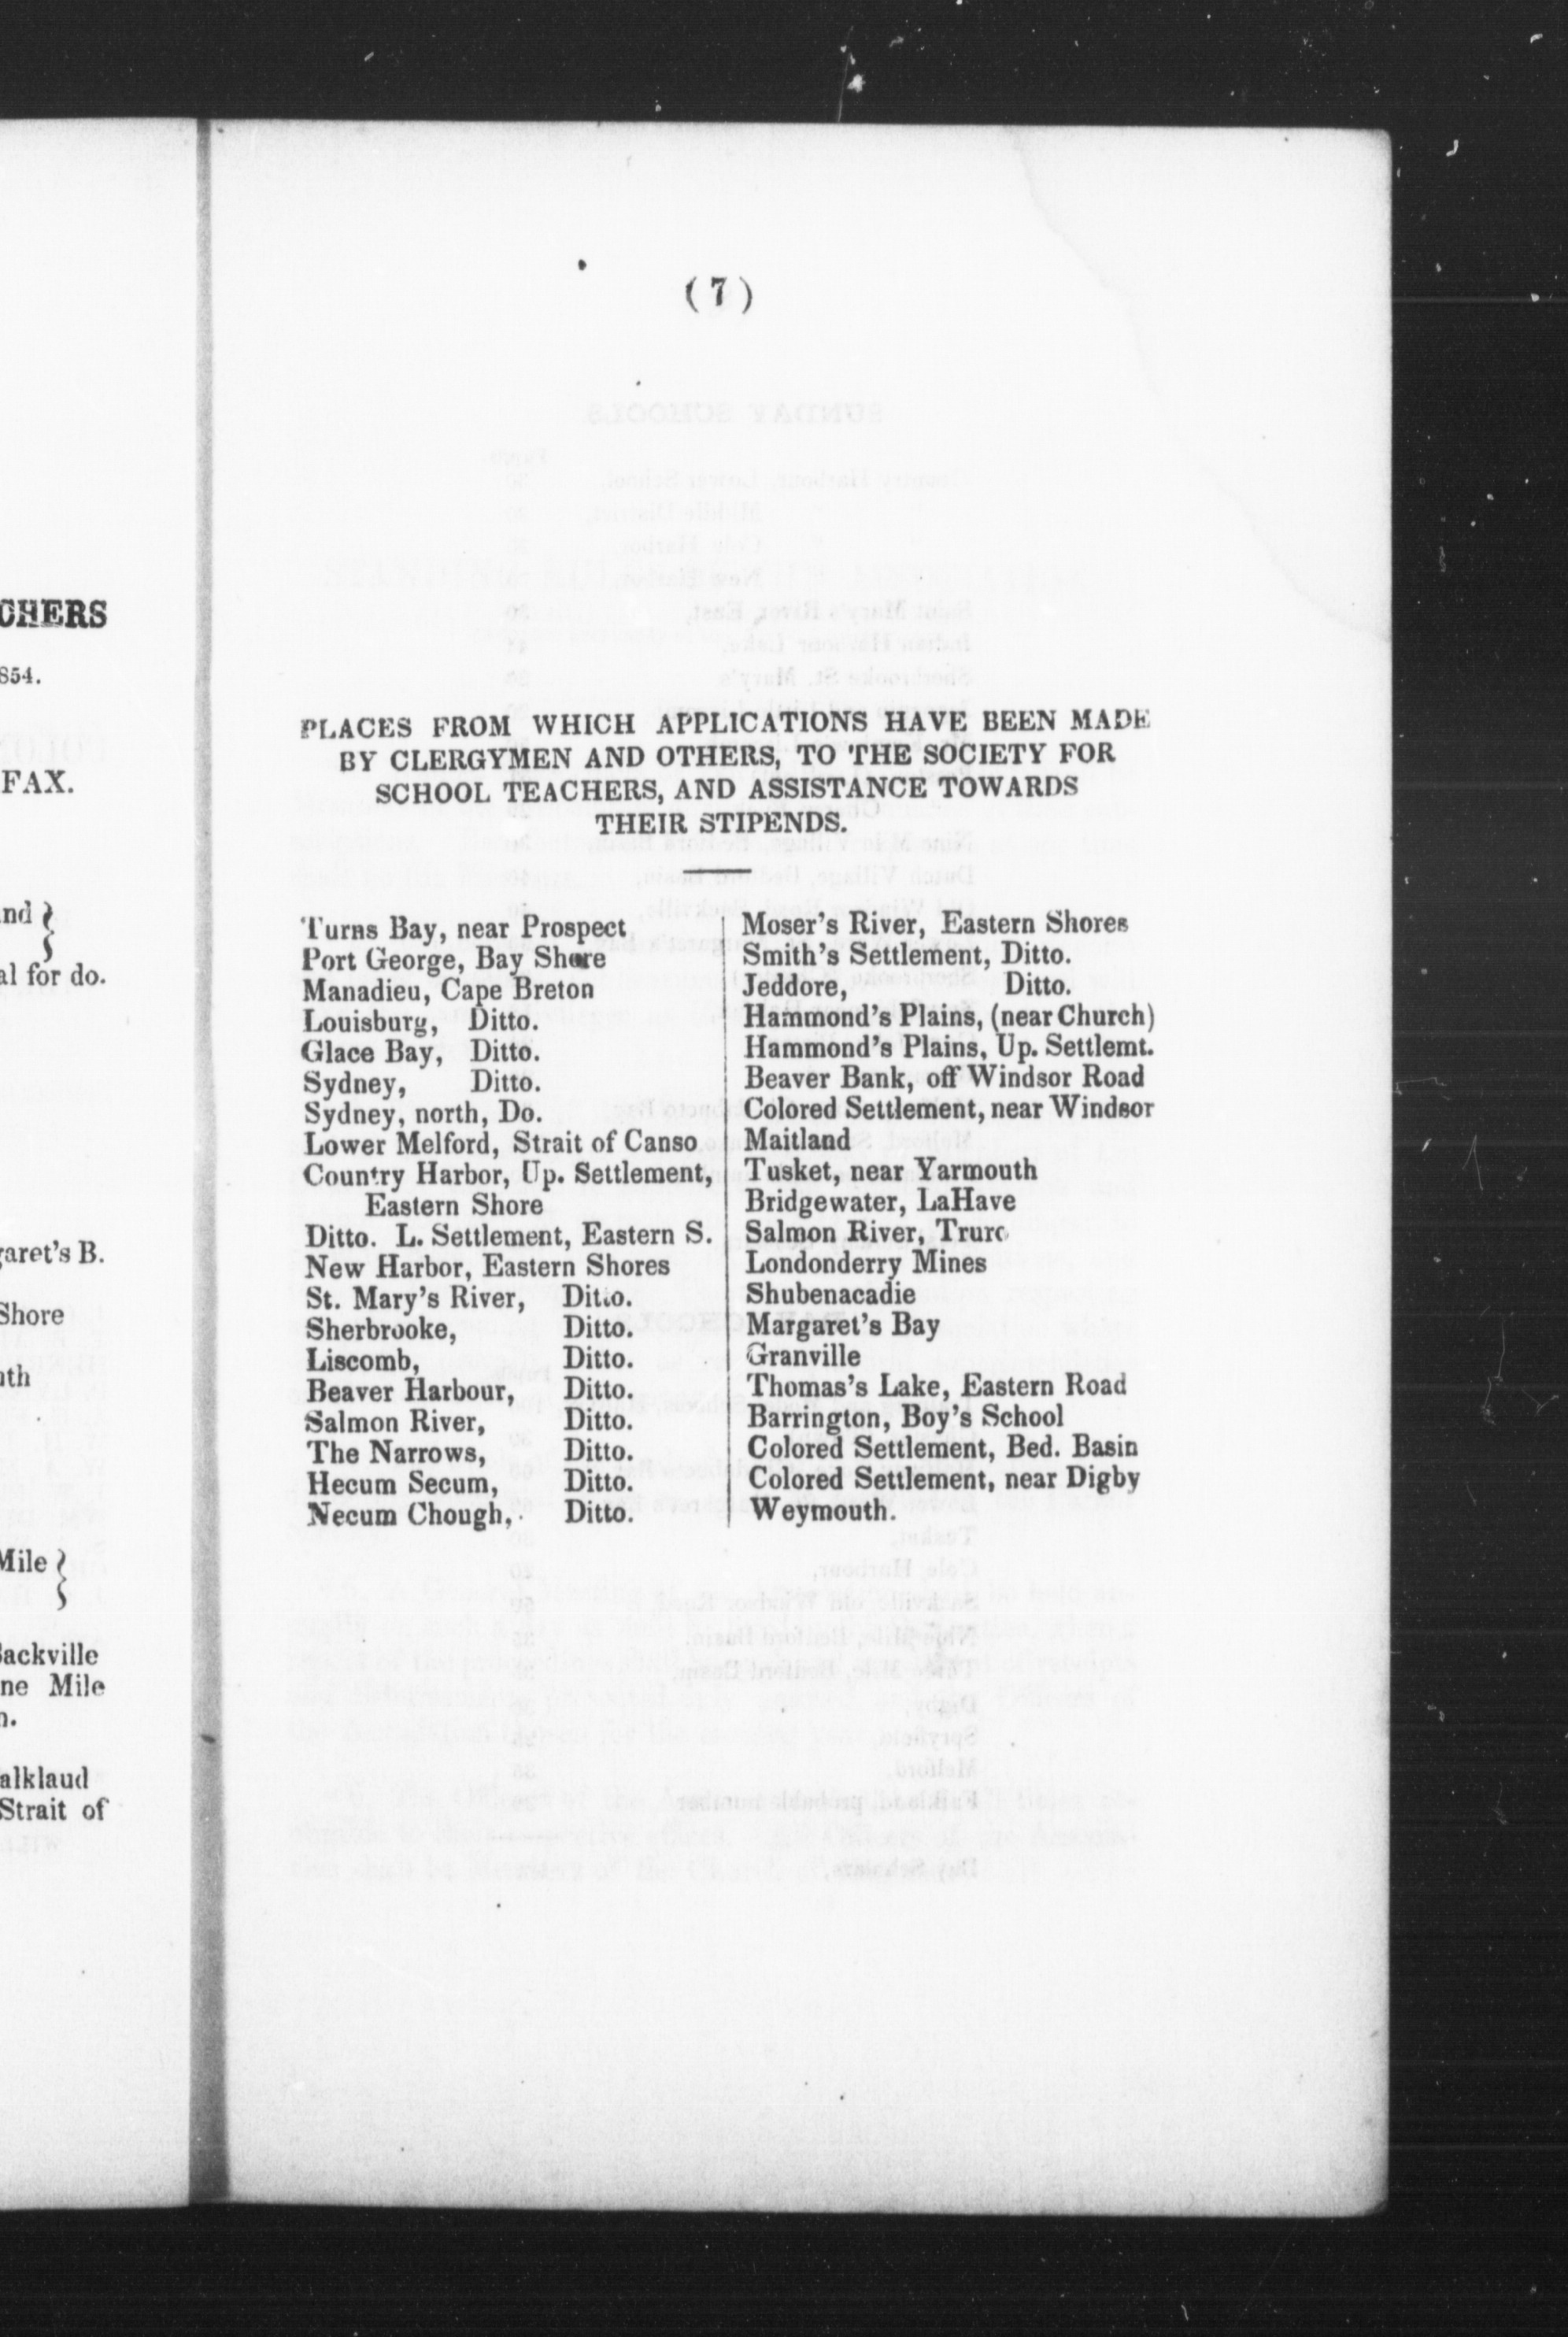 CHERS
854.
FAX.
nd
al for do.
garet's B.
Shore
uth
Mile
Sackville
ne Mile
n.
alklaud
Strait of
( 7 )
PLACES FROM WHICH APPLICATIONS HAVE BEEN MADE
BY CLERGYMEN AND OTHERS, TO THE SOCIETY FOR
SCHOOL TEACHERS, AND ASSISTANCE TOWARDS
THEIR STIPENDS.
Turns Bay, near Prospect
Port George, Bay Shore
Manadieu, Cape Breton
Louisburg, Ditto.
Glace Bay, Ditto.
Sydney, Ditto.
Sydney, north, Do.
Lower Melford, Strait of Canso
Country Harbor, Up. Settlement,
Eastern Shore
Ditto. L. Settlement, Eastern S.
New Harbor, Eastern Shores
St. Mary's River, Ditto.
Sherbrooke, Ditto.
Liscomb, Ditto.
Beaver Harbour, Ditto.
Salmon River, Ditto.
The Narrows, Ditto.
Hecum Secum, Ditto.
Necum Chough, Ditto.
Moser's River, Eastern Shores
Smith's Settlement, Ditto.
Jeddore, Ditto.
Hammond's Plains, (near Church)
Hammond's Plains, Up. Settlemt.
Beaver Bank, off Windsor Road
Colored Settlement, near Windsor
Maitland
Tusket, near Yarmouth
Bridgewater, LaHave
Salmon River, Truro
Londonderry Mines
Shubenacadie
Margaret's Bay
Granville
Thomas's Lake, Eastern Road
Barrington, Boy's School
Colored Settlement, Bed. Basin
Colored Settlement, near Digby
Weymouth.